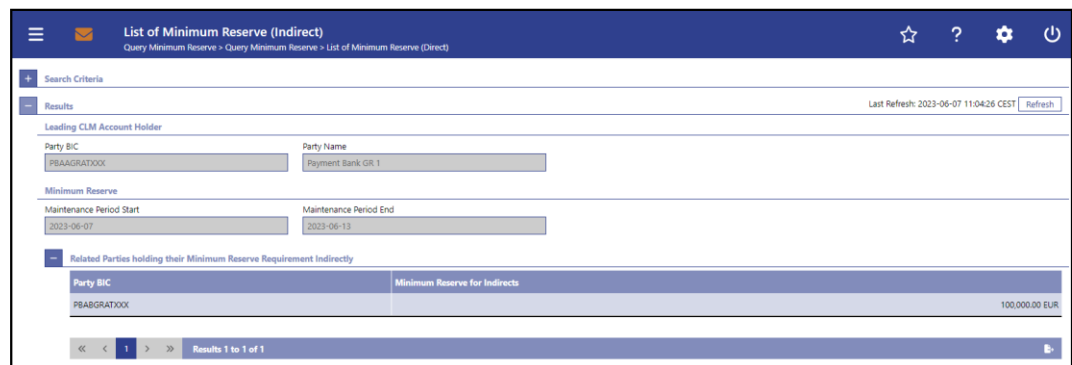 List of Minimum Reserve (Indirect)
Query Minimum Reserve > Query Minimum Reserve > List of Minimum Reserve (Direct)
?
+ Search Criteria
− Results
Last Refresh: 2023-06-07 11:04:26 CEST Refresh
Leading CLM Account Holder
Party BIC Party Name
PBAAGRATXXX Payment Bank GR 1
Minimum Reserve
Maintenance Period Start Maintenance Period End
2023-06-07 2023-06-13
− Related Parties holding their Minimum Reserve Requirement Indirectly
Party BIC Minimum Reserve for Indirects
PBABGRATXXX 100,000.00 EUR
« < 1 > » Results 1 to 1 of 1